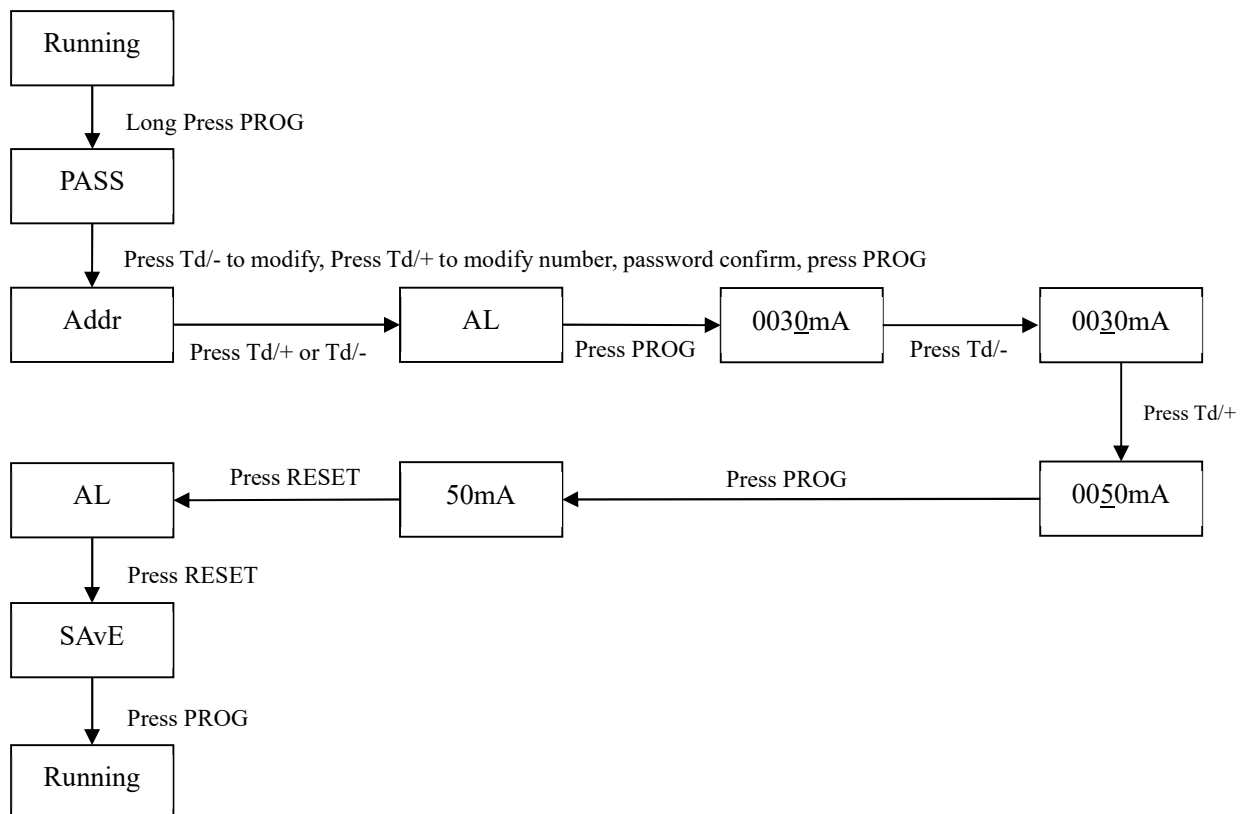 Running
Long Press PROG
PASS
Press Td/- to modify, Press Td/+ to modify number, password confirm, press PROG
Addr
Press Td/+ or Td/-
AL
Press PROG
0030mA
Press Td/-
0030mA
Press Td/+
0050mA
Press PROG
50mA
Press RESET
AL
Press RESET
SAvE
Press PROG
Running